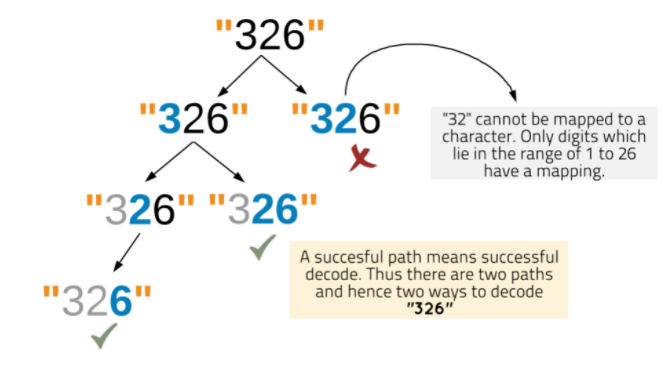 "326"
"326" "326"
"32" cannot be mapped to a
character. Only digits which
lie in the range of 1 to 26
have a mapping.
"326" "326"
A succesful path means successful
decode. Thus there are two paths
and hence two ways to decode
"326"
"326"